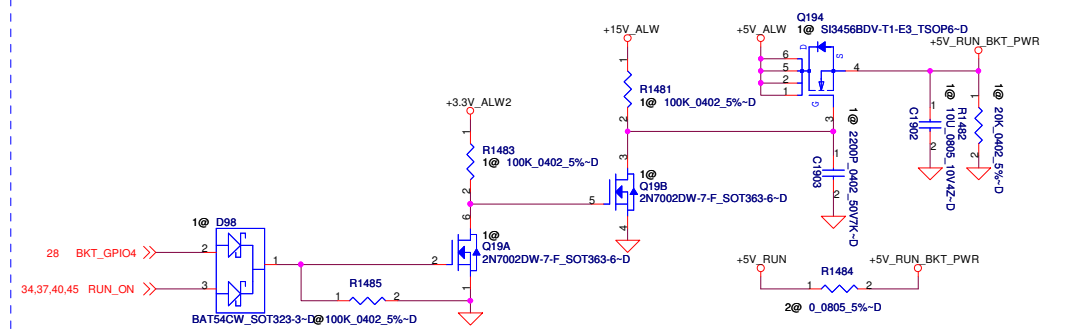 Q194
1@ SI3456BDV-T1-E3_TSOP6~D
+15V_ALW
+5V_ALW
+5V_RUN_BKT_PWR
6
5
2
1
D
S
G
4
3
1
R1481
1@ 100K_0402_5%~D
2
+3.3V_ALW2
1
R1483
1@ 100K_0402_5%~D
2
1
1@ 2200P_0402_50V7K~D
C1903
2
1
1@ 10U_0805_10V4Z~D
C1902
2
1
1@ 20K_0402_5%~D
R1482
2
3
1@
Q19B
2N7002DW-7-F_SOT363-6~D
5
4
6
1@
Q19A
2N7002DW-7-F_SOT363-6~D
2
1
1@ D98
28 BKT_GPIO4
2
1
34,37,40,45 RUN_ON
3
BAT54CW_SOT323-3~D
R1485
1
2
@100K_0402_5%~D
+5V_RUN
+5V_RUN_BKT_PWR
R1484
1
2
2@ 0_0805_5%~D